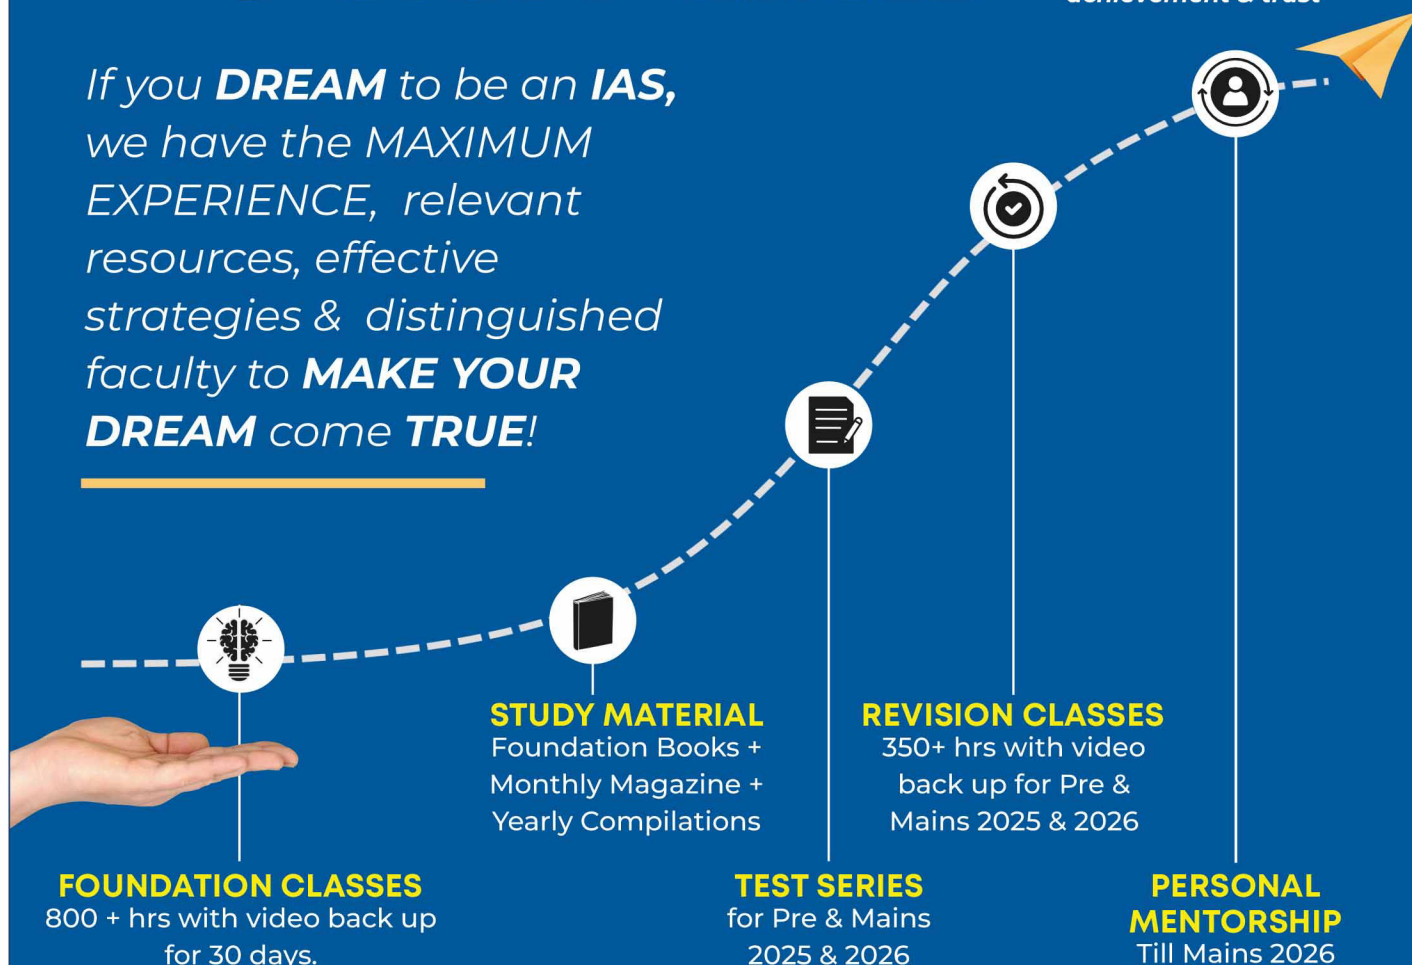 achievement & trust
If you DREAM to be an IAS,
we have the MAXIMUM
EXPERIENCE, relevant
resources, effective
strategies & distinguished
faculty to MAKE YOUR
DREAM come TRUE!
STUDY MATERIAL
Foundation Books +
Monthly Magazine +
Yearly Compilations
REVISION CLASSES
350+ hrs with video
back up for Pre &
Mains 2025 & 2026
FOUNDATION CLASSES
800 + hrs with video back up
for 30 days.
TEST SERIES
for Pre & Mains
2025 & 2026
PERSONAL
MENTORSHIP
Till Mains 2026